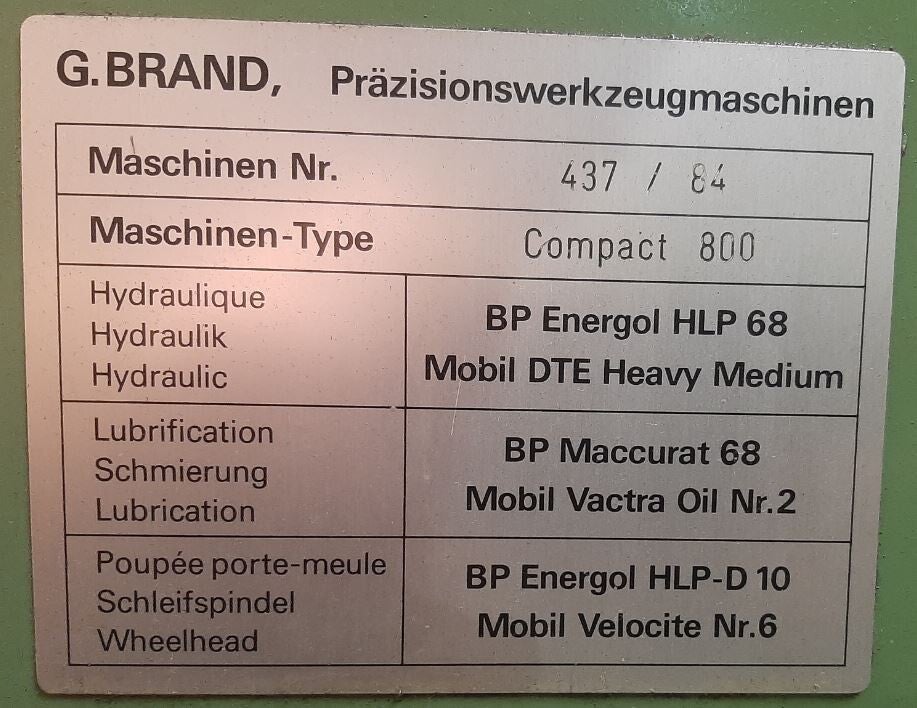 G.BRAND, Präzisionswerkzeugmaschinen
Maschinen Nr. 437 / 84
Maschinen-Type Compact 800
Hydraulique
Hydraulik
Hydraulic
BP Energol HLP 68
Mobil DTE Heavy Medium
Lubrification
Schmierung
Lubrication
BP Maccurat 68
Mobil Vactra Oil Nr.2
Poupée porte-meule
Schleifspindel
Wheelhead
BP Energol HLP-D 10
Mobil Velocite Nr.6